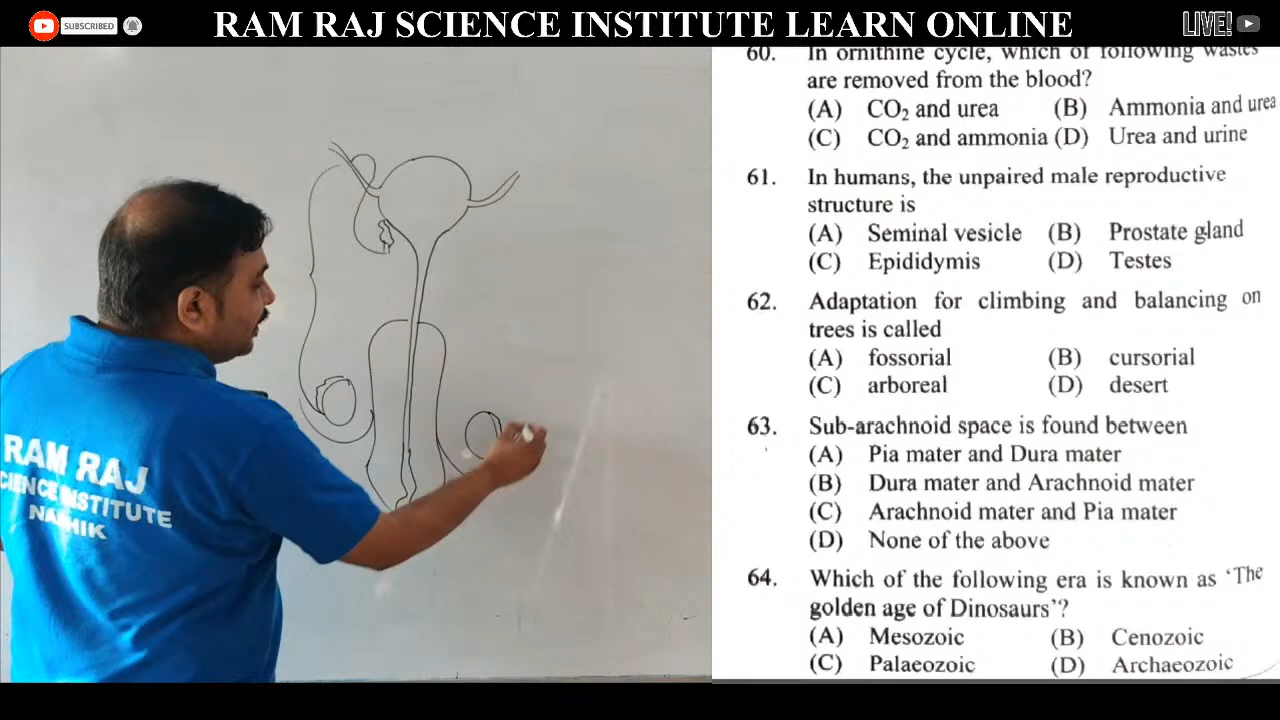 SUBSCRIBED
RAM RAJ SCIENCE INSTITUTE LEARN ONLINE
LIVE!
RAM RAJ
SCIENCE INSTITUTE
NASHIK
60. In ornithine cycle, which of following wastes
are removed from the blood?
(A) CO₂ and urea (B) Ammonia and urea
(C) CO₂ and ammonia (D) Urea and urine
61. In humans, the unpaired male reproductive
structure is
(A) Seminal vesicle (B) Prostate gland
(C) Epididymis (D) Testes
62. Adaptation for climbing and balancing on
trees is called
(A) fossorial (B) cursorial
(C) arboreal (D) desert
63. Sub-arachnoid space is found between
(A) Pia mater and Dura mater
(B) Dura mater and Arachnoid mater
(C) Arachnoid mater and Pia mater
(D) None of the above
64. Which of the following era is known as ‘The
golden age of Dinosaurs’?
(A) Mesozoic (B) Cenozoic
(C) Palaeozoic (D) Archaeozoic